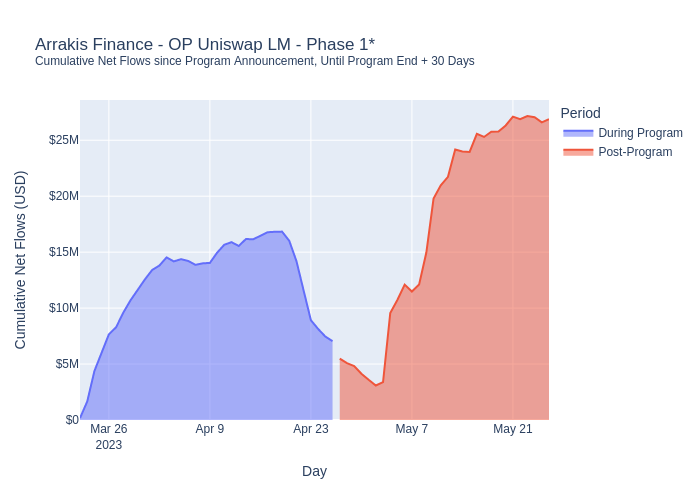 Arrakis Finance - OP Uniswap LM - Phase 1*
Cumulative Net Flows since Program Announcement, Until Program End + 30 Days
Period
During Program
Post-Program
Cumulative Net Flows (USD)
$25M
$20M
$15M
$10M
$5M
$0
Mar 26
2023
Apr 9
Apr 23
May 7
May 21
Day